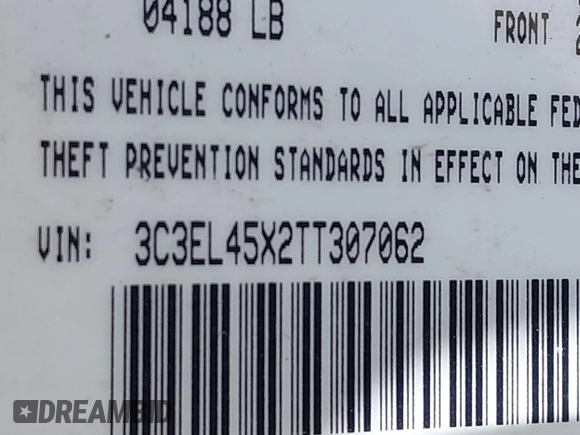 04188 LB
FRONT
THIS VEHICLE CONFORMS TO ALL APPLICABLE FED
THEFT PREVENTION STANDARDS IN EFFECT ON THE
VIN: 3C3EL45X2TT307062
DREAMBID